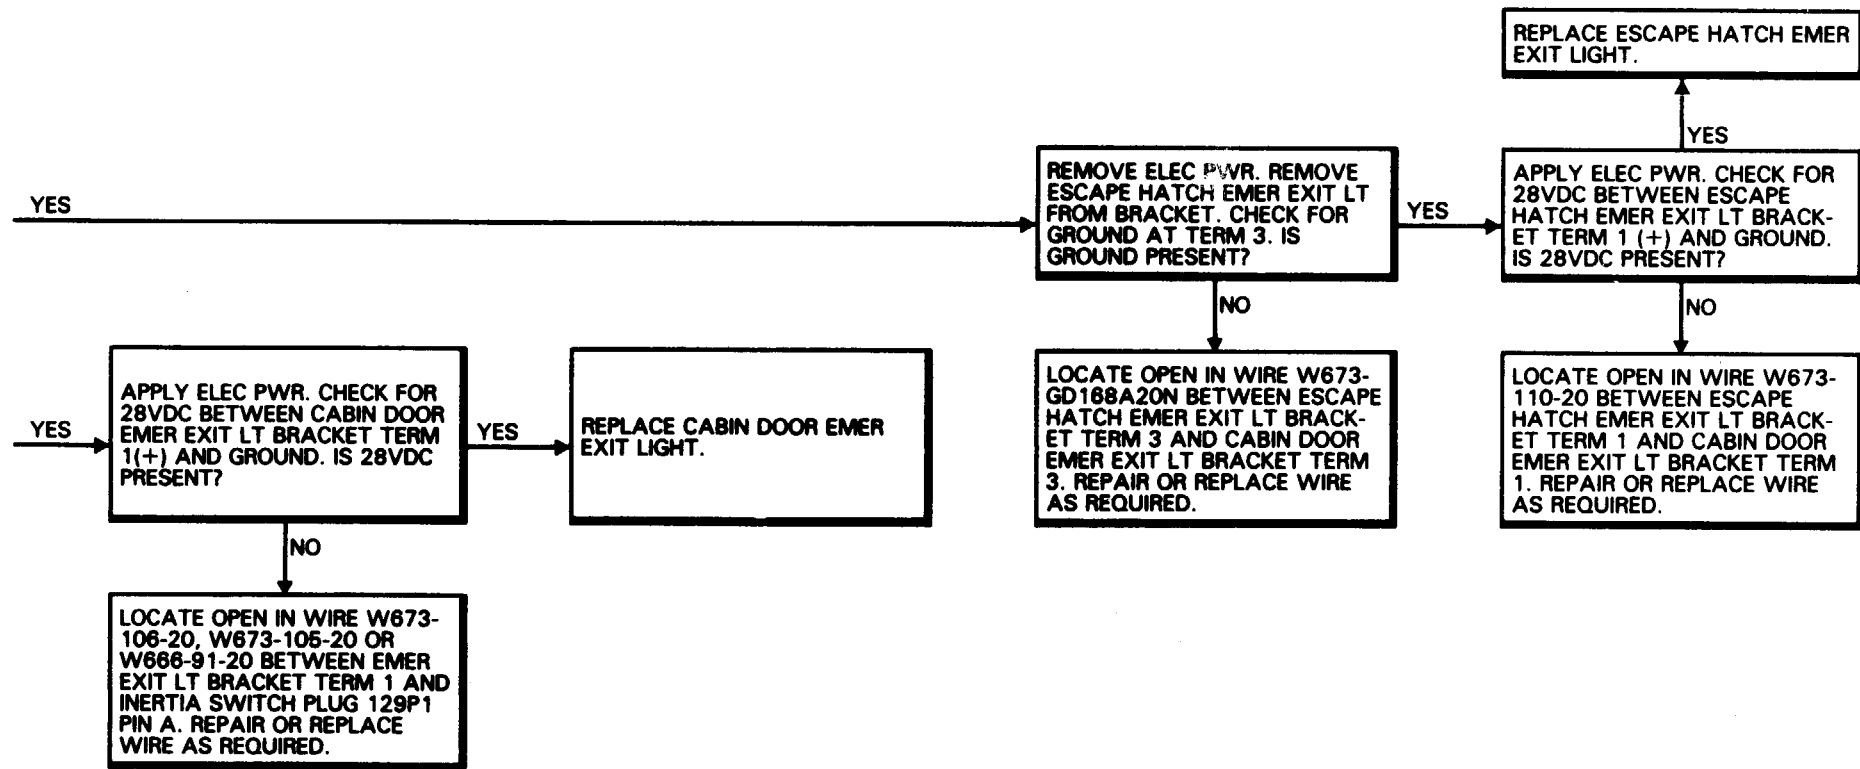 REPLACE ESCAPE HATCH EMER
EXIT LIGHT.
YES
YES
REMOVE ELEC PWR. REMOVE
ESCAPE HATCH EMER EXIT LT
FROM BRACKET. CHECK FOR
GROUND AT TERM 3. IS
GROUND PRESENT?
YES
APPLY ELEC PWR. CHECK FOR
28VDC BETWEEN ESCAPE
HATCH EMER EXIT LT BRACK-
ET TERM 1 (+) AND GROUND.
IS 28VDC PRESENT?
NO
NO
YES
APPLY ELEC PWR. CHECK FOR
28VDC BETWEEN CABIN DOOR
EMER EXIT LT BRACKET TERM
1(+) AND GROUND. IS 28VDC
PRESENT?
YES
REPLACE CABIN DOOR EMER
EXIT LIGHT.
LOCATE OPEN IN WIRE W673-
GD168A20N BETWEEN ESCAPE
HATCH EMER EXIT LT BRACK-
ET TERM 3 AND CABIN DOOR
EMER EXIT LT BRACKET TERM
3. REPAIR OR REPLACE WIRE
AS REQUIRED.
LOCATE OPEN IN WIRE W673-
110-20 BETWEEN ESCAPE
HATCH EMER EXIT LT BRACK-
ET TERM 1 AND CABIN DOOR
EMER EXIT LT BRACKET TERM
1. REPAIR OR REPLACE WIRE
AS REQUIRED.
NO
LOCATE OPEN IN WIRE W673-
106-20, W673-105-20 OR
W666-91-20 BETWEEN EMER
EXIT LT BRACKET TERM 1 AND
INERTIA SWITCH PLUG 129P1
PIN A. REPAIR OR REPLACE
WIRE AS REQUIRED.